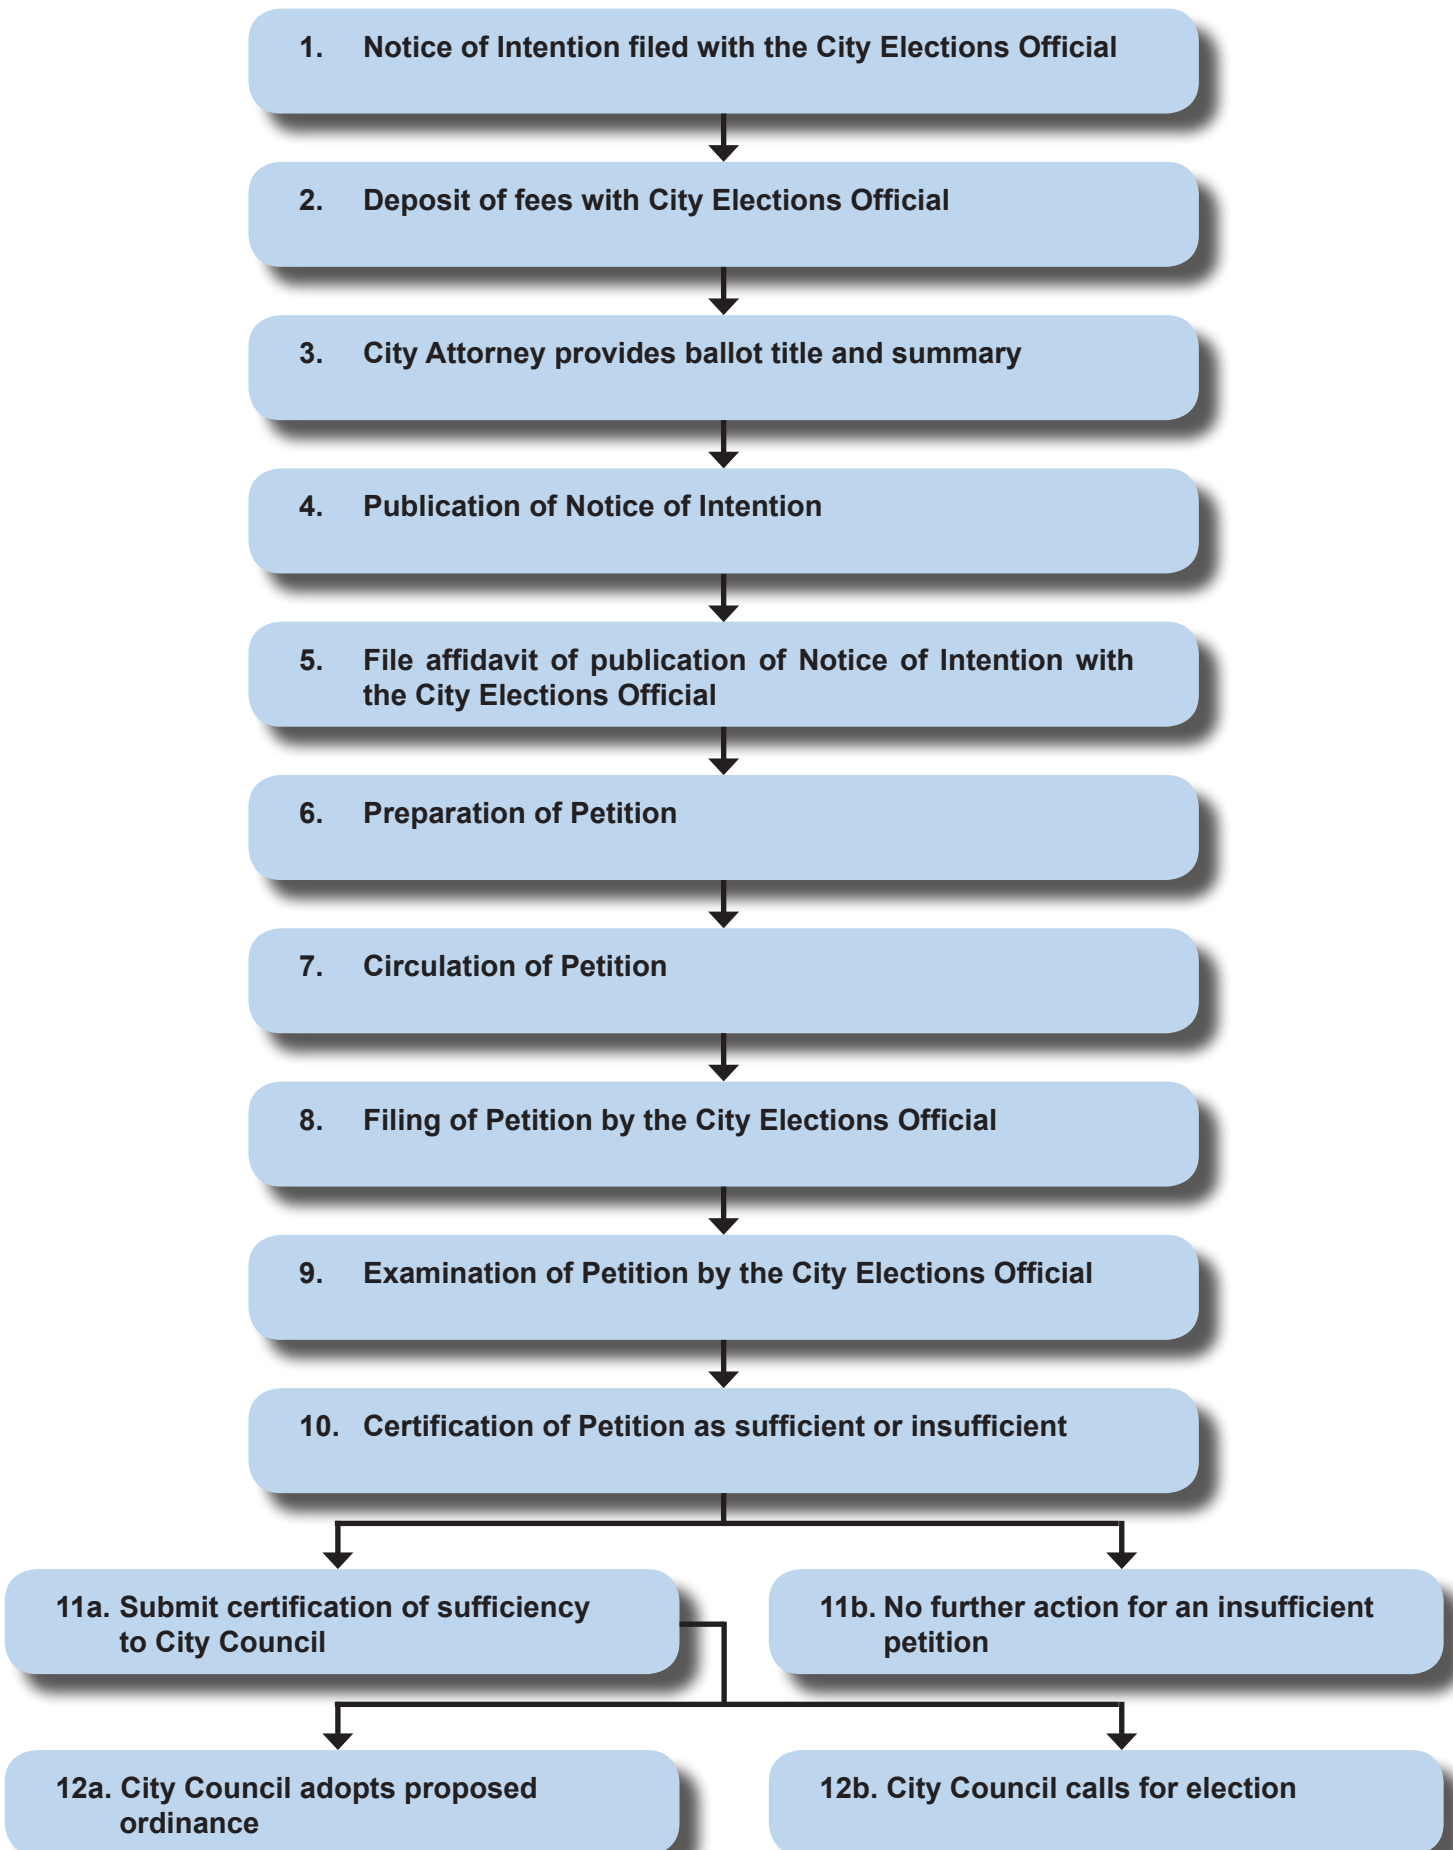 1. Notice of Intention filed with the City Elections Official
2. Deposit of fees with City Elections Official
3. City Attorney provides ballot title and summary
4. Publication of Notice of Intention
5. File affidavit of publication of Notice of Intention with
the City Elections Official
6. Preparation of Petition
7. Circulation of Petition
8. Filing of Petition by the City Elections Official
9. Examination of Petition by the City Elections Official
10. Certification of Petition as sufficient or insufficient
11a. Submit certification of sufficiency
to City Council
11b. No further action for an insufficient
petition
12a. City Council adopts proposed
ordinance
12b. City Council calls for election